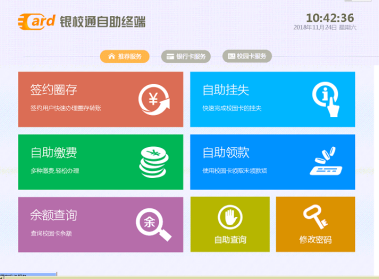 Card 银校通自助终端
10:42:36
2018年11月24日 星期六
最新服务 银行卡服务 校园卡服务
签约圈存
签约用户快速办理圈存转账
自助挂失
快速完成校园卡的挂失
自助缴费
多种缴费,轻松办理
自助领款
使用校园卡领取未成款项
余额查询
查询校园卡余额
余
自助查询
修改密码